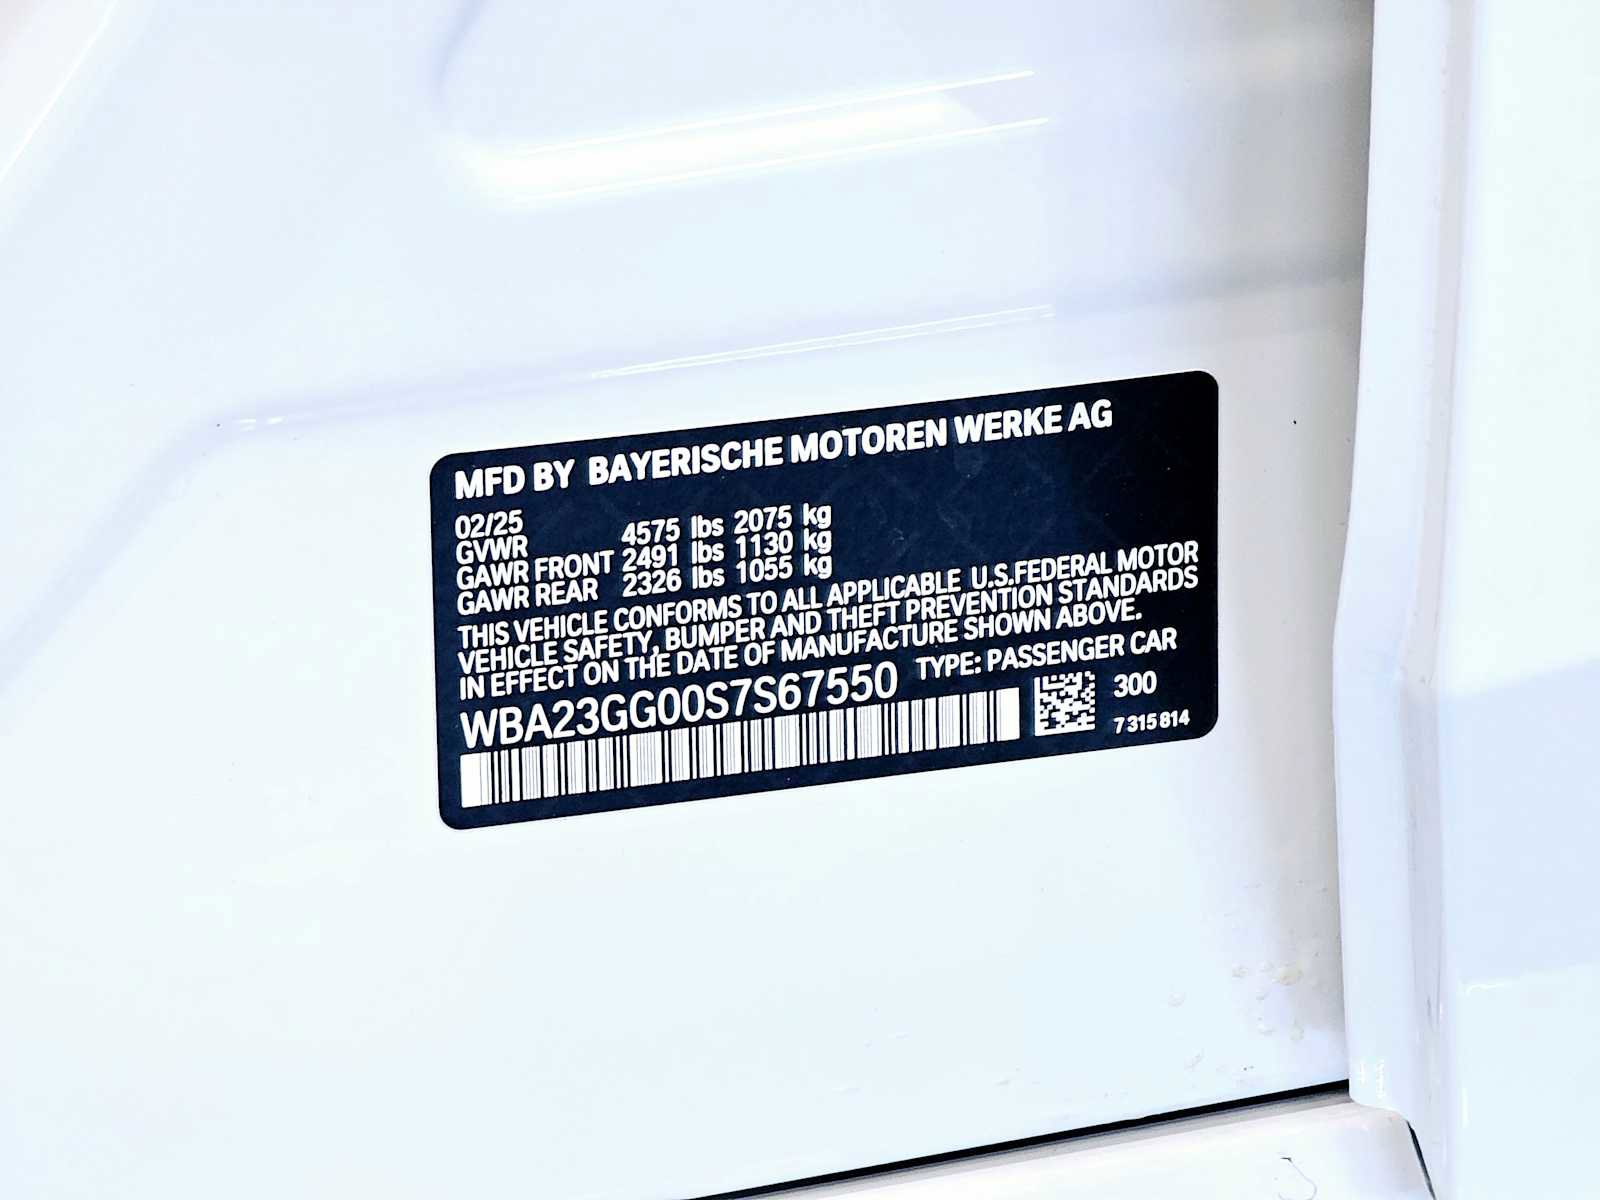 MFD BY BAYERISCHE MOTOREN WERKE AG
02/25
GVWR 4575 lbs 2075 kg
GAWR FRONT 2491 lbs 1130 kg
GAWR REAR 2326 lbs 1055 kg
THIS VEHICLE CONFORMS TO ALL APPLICABLE U.S.FEDERAL MOTOR
VEHICLE SAFETY, BUMPER AND THEFT PREVENTION STANDARDS
IN EFFECT ON THE DATE OF MANUFACTURE SHOWN ABOVE.
WBA23GG00S7S67550 TYPE: PASSENGER CAR
300
7 315 814